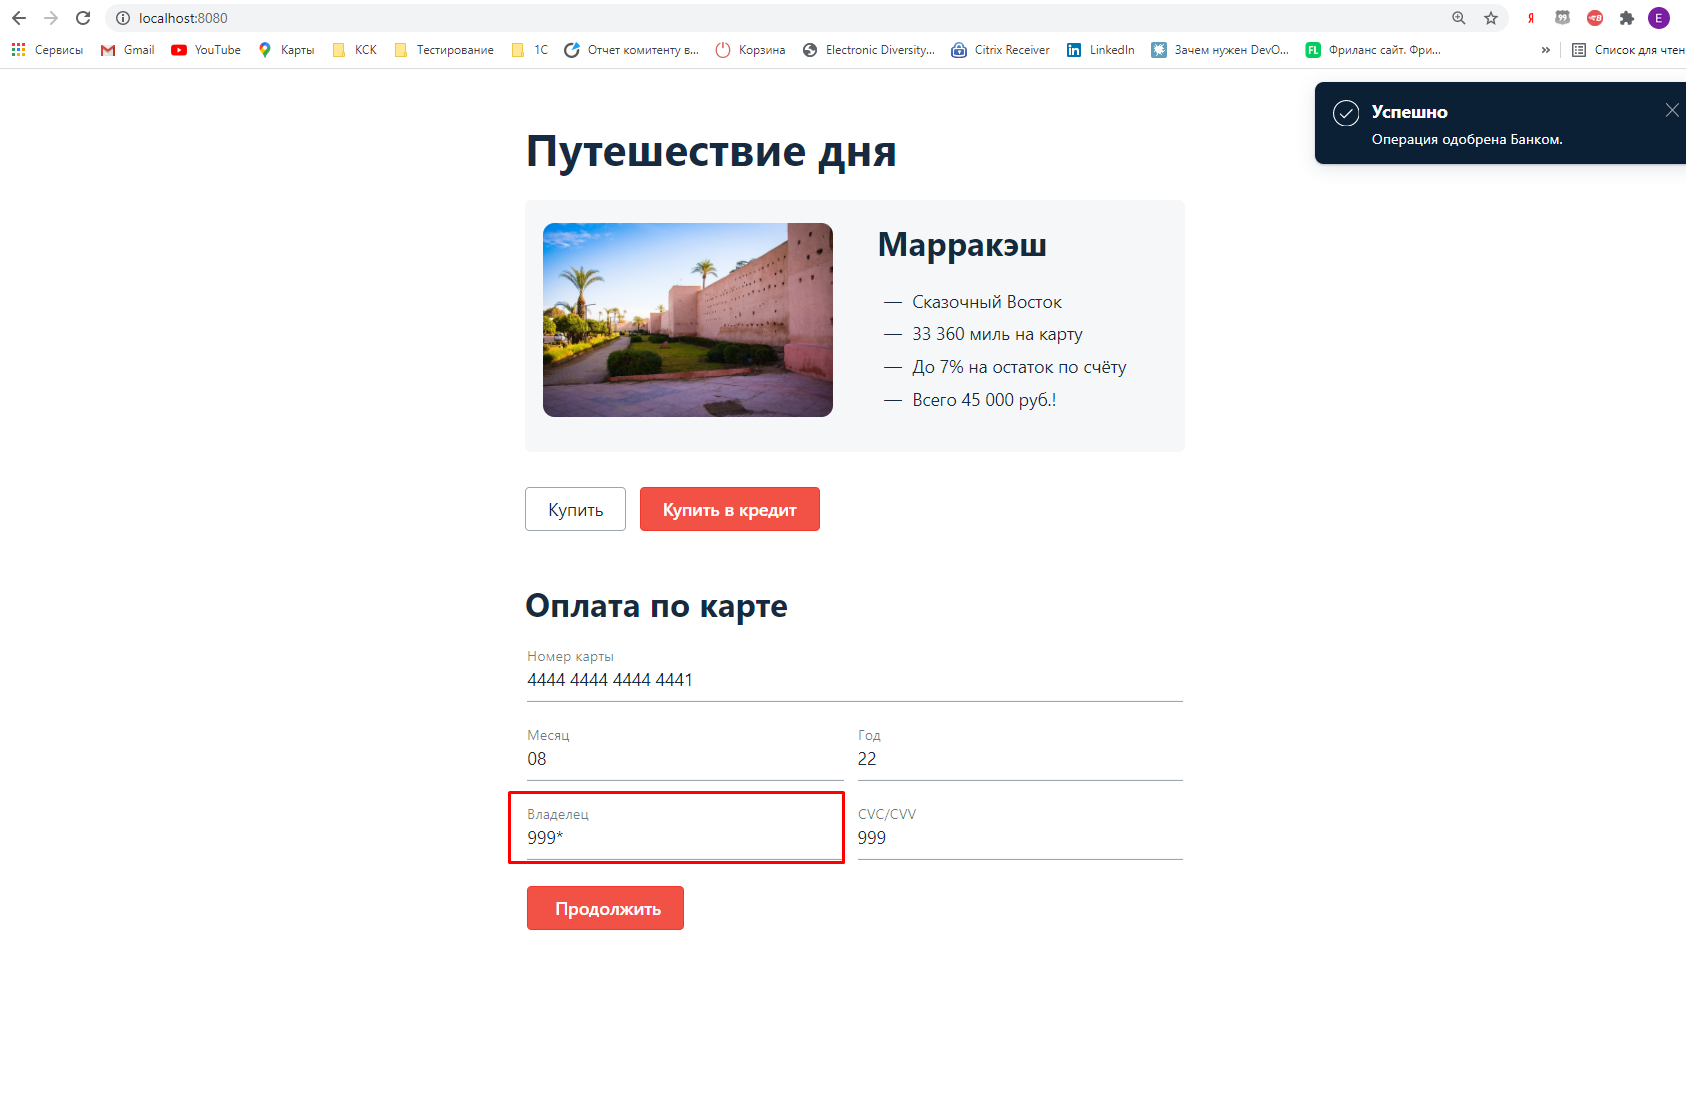 localhost:8080
Я
99
E
Сервисы
Gmail
YouTube
Карты
КСК
Тестирование
1С
Отчет комитенту в...
Корзина
Electronic Diversity...
Citrix Receiver
LinkedIn
Зачем нужен DevO...
FL
Фриланс сайт. Фри...
»
Список для чтен
Успешно
Операция одобрена Банком.
Путешествие дня
Марракэш
— Сказочный Восток
— 33 360 миль на карту
— До 7% на остаток по счёту
— Всего 45 000 руб.!
Купить
Купить в кредит
Оплата по карте
Номер карты
4444 4444 4444 4441
Месяц
08
Год
22
Владелец
999*
CVC/CVV
999
Продолжить